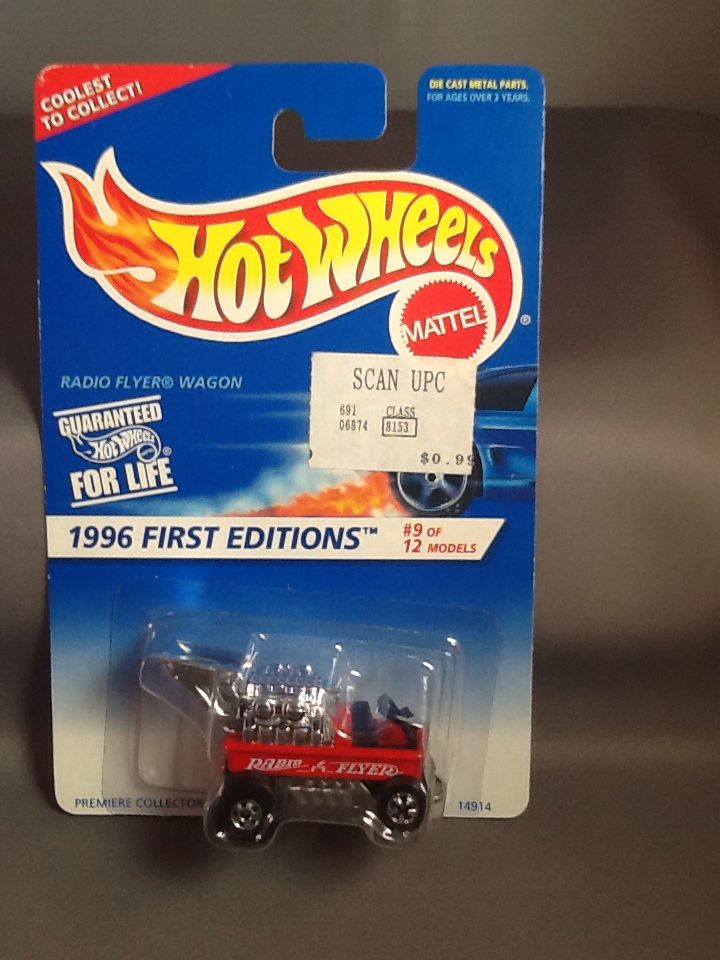 COOLEST
TO COLLECT!
DIE CAST METAL PARTS.
FOR AGES OVER 3 YEARS.
HOT WHEELS
MATTEL
®
RADIO FLYER® WAGON
SCAN UPC
691 CLASS
06874 8153
$0.99
GUARANTEED
HOT WHEELS®
FOR LIFE
1996 FIRST EDITIONS™
#9 OF
12 MODELS
RADIO FLYER
PREMIERE COLLECTOR
14914